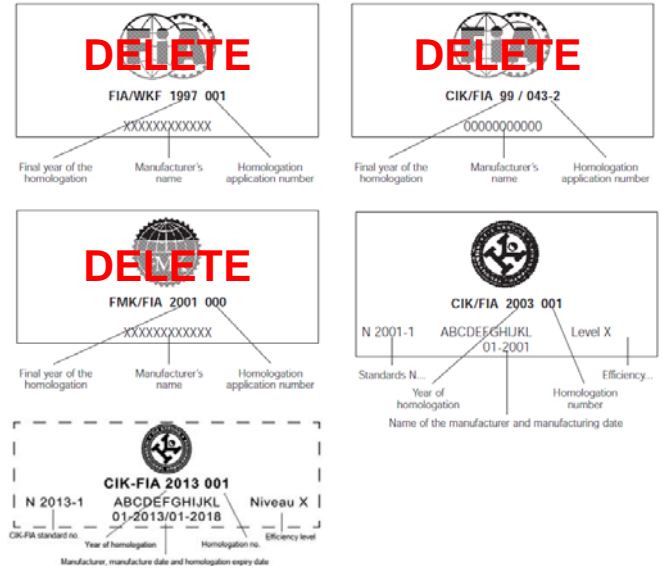 FiA
DELETE
FIA/WKF 1997 001
XXXXXXXXXXXX
Final year of the
homologation
Manufacturer's
name
Homologation
application number
FiA
DELETE
CIK/FIA 99 / 043-2
00000000000
Final year of the
homologation
Manufacturer's
name
Homologation
application number
DELETE
FMK/FIA 2001 000
XXXXXXXXXXXX
Final year of the
homologation
Manufacturer's
name
Homologation
application number
CIK/FIA 2003 001
N 2001-1 ABCDEFGHIJKL Level X
01-2001
Standards N...
Efficiency...
Year of
homologation
Homologation
number
Name of the manufacturer and manufacturing date
CIK-FIA 2013 001
N 2013-1 ABCDEFGHIJKL Niveau X
01-2013/01-2018
CIK-FIA standard no.
Year of homologation
Homologation no.
Efficiency level
Manufacturer, manufacture date and homologation expiry date